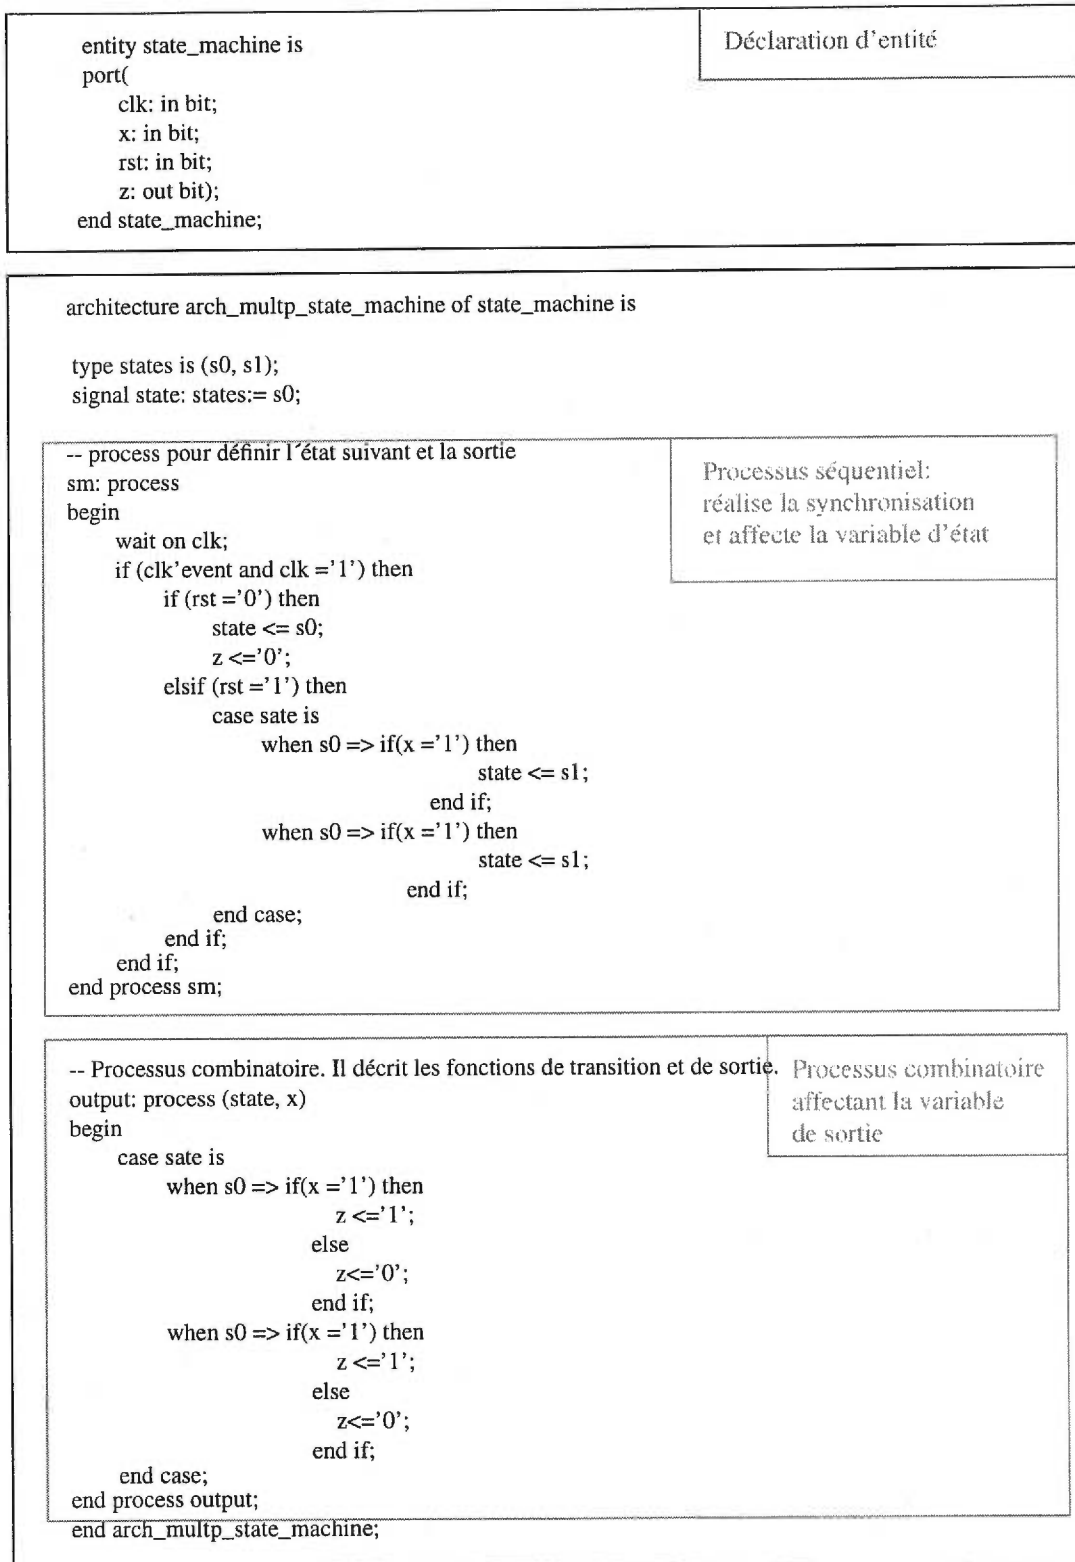 entity state_machine is
Déclaration d'entité
port(
clk: in bit;
x: in bit;
rst: in bit;
z: out bit);
end state_machine;
architecture arch_multp_state_machine of state_machine is
type states is (s0, s1);
signal state: states:= s0;
-- process pour définir l´état suivant et la sortie
sm: process
begin
Processus séquentiel:
réalise la synchronisation
et affecte la variable d'état
wait on clk;
if (clk'event and clk ='1') then
if (rst ='0') then
state <= s0;
z <='0';
elsif (rst ='1') then
case sate is
when s0 => if(x ='1') then
state <= s1;
end if;
when s0 => if(x ='1') then
state <= s1;
end if;
end case;
end if;
end if;
end process sm;
-- Processus combinatoire. Il décrit les fonctions de transition et de sortie.
Processus combinatoire
affectant la variable
de sortie
output: process (state, x)
begin
case sate is
when s0 => if(x ='1') then
z <='1';
else
z<='0';
end if;
when s0 => if(x ='1') then
z <='1';
else
z<='0';
end if;
end case;
end process output;
end arch_multp_state_machine;